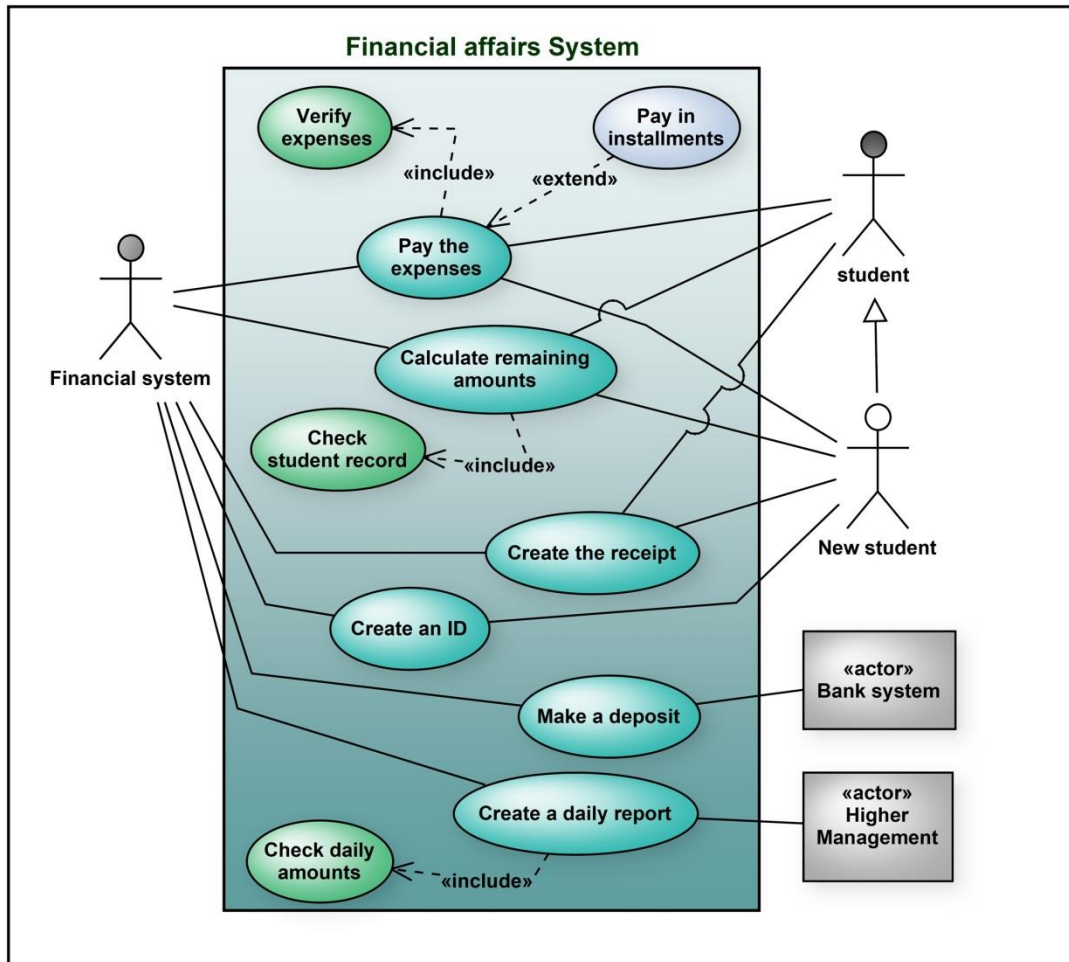 Financial affairs System
Verify
expenses
Pay in
installments
«include»
«extend»
Pay the
expenses
student
Financial system
Calculate remaining
amounts
Check
student record
«include»
New student
Create the receipt
Create an ID
«actor»
Bank system
Make a deposit
«actor»
Higher
Management
Create a daily report
Check daily
amounts
«include»